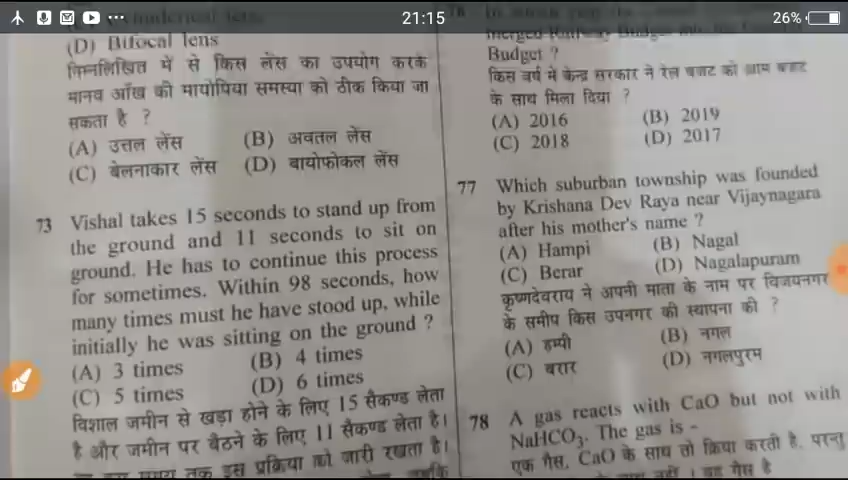 21:15
26%
(D) Bifocal lens
निम्नलिखित में से किस लेंस का उपयोग करके
मानव आँख की मायोपिया समस्या को ठीक किया जा
सकता है ?
(A) उत्तल लेंस (B) अवतल लेंस
(C) बेलनाकार लेंस (D) बायोफोकल लेंस
73 Vishal takes 15 seconds to stand up from
the ground and 11 seconds to sit on
ground. He has to continue this process
for sometimes. Within 98 seconds, how
many times must he have stood up, while
initially he was sitting on the ground ?
(A) 3 times (B) 4 times
(C) 5 times (D) 6 times
विशाल जमीन से खड़ा होने के लिए 15 सैकण्ड लेता
है और जमीन पर बैठने के लिए 11 सैकण्ड लेता है।
समय तक इस प्रक्रिया को जारी रखता है।
merged Railway Budget
Budget ?
किस वर्ष में केन्द्र सरकार ने रेल बजट को आम बजट
के साथ मिला दिया ?
(A) 2016 (B) 2019
(C) 2018 (D) 2017
77 Which suburban township was founded
by Krishana Dev Raya near Vijaynagara
after his mother's name ?
(A) Hampi (B) Nagal
(C) Berar (D) Nagalapuram
कृष्णदेवराय ने अपनी माता के नाम पर विजयनगर
के समीप किस उपनगर की स्थापना की ?
(A) हम्पी (B) नगल
(C) बरार (D) नगलपुरम
78 A gas reacts with CaO but not with
NaHCO₃. The gas is -
एक गैस, CaO के साथ तो क्रिया करती है, परन्तु
नहीं । वह गैस है